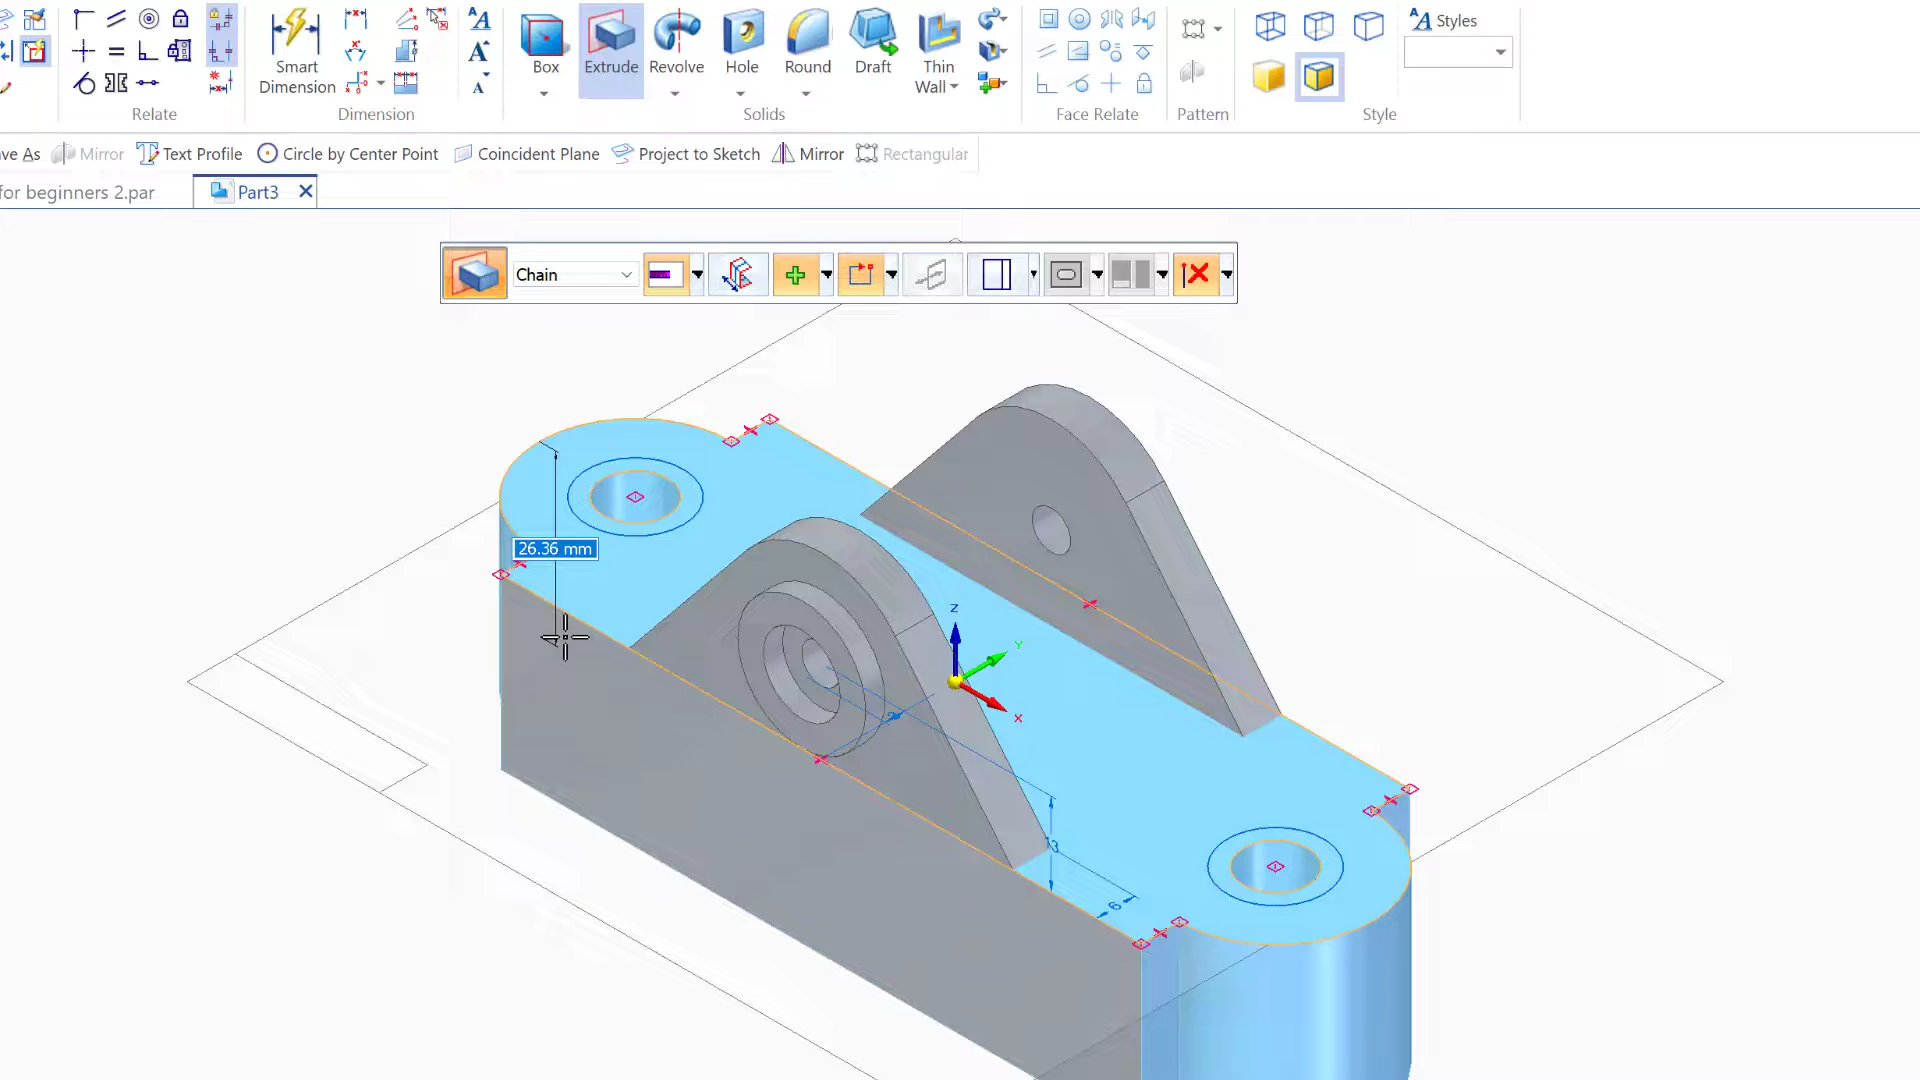 Smart
Dimension
Box
Extrude
Revolve
Hole
Round
Draft
Thin
Wall
Styles
Relate
Dimension
Solids
Face Relate
Pattern
Style
ve As
Mirror
Text Profile
Circle by Center Point
Coincident Plane
Project to Sketch
Mirror
Rectangular
for beginners 2.par
Part3
Chain
26.36 mm
Z
Y
X
6